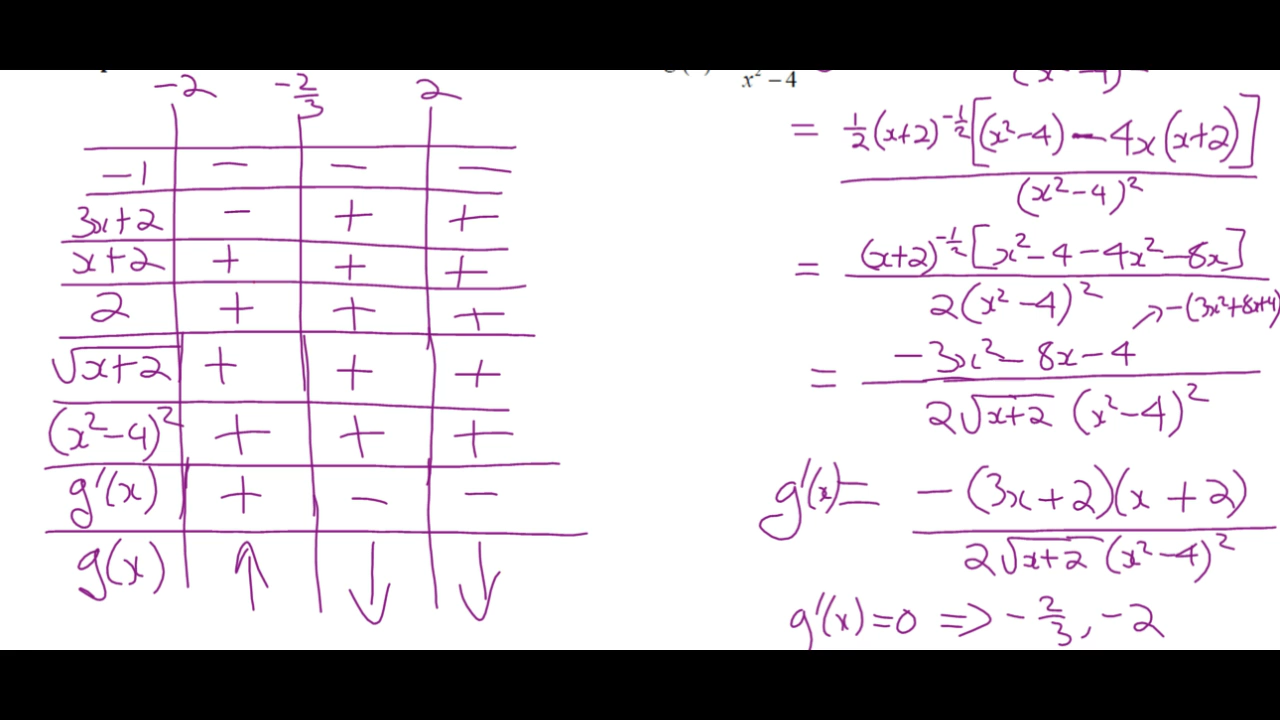 -2 -2/3 2
-1 - - -
3x+2 - + +
x+2 + + +
2 + + +
√x+2 + + +
(x²-4)² + + +
g'(x) + - -
g(x) ↑ ↓ ↓
x² - 4
= ½(x+2)^-½[(x²-4) - 4x(x+2)]
(x²-4)²
= (x+2)^-½[x²-4-4x²-8x]
2(x²-4)²
→ -(3x²+8x+4)
= -3x²-8x-4
2√x+2 (x²-4)²
g'(x)= -(3x+2)(x+2)
2√x+2 (x²-4)²
g'(x)=0 => -2/3, -2